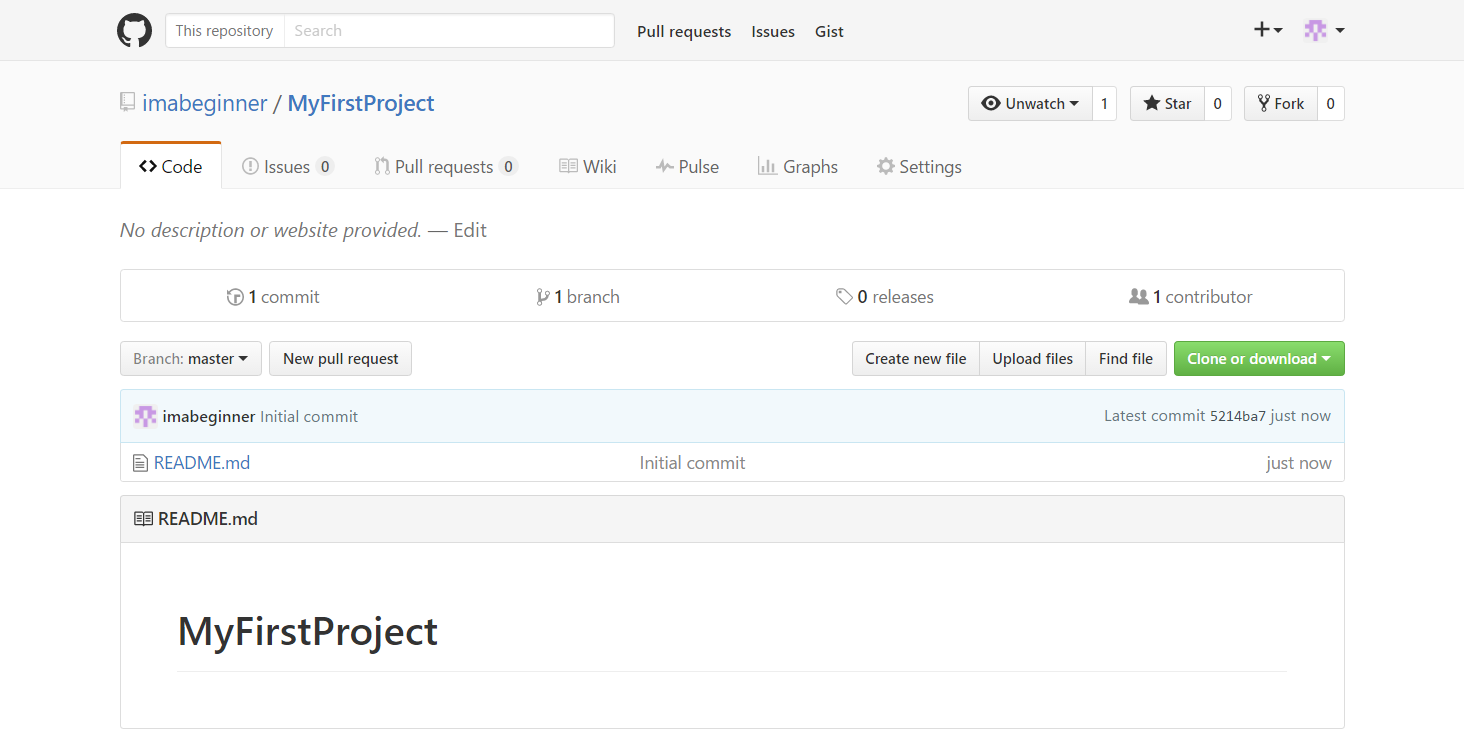 This repository Search Pull requests Issues Gist
imabeginner / MyFirstProject Unwatch 1 Star 0 Fork 0
Code Issues 0 Pull requests 0 Wiki Pulse Graphs Settings
No description or website provided. — Edit
1 commit 1 branch 0 releases 1 contributor
Branch: master New pull request Create new file Upload files Find file Clone or download
imabeginner Initial commit Latest commit 5214ba7 just now
README.md Initial commit just now
README.md
MyFirstProject